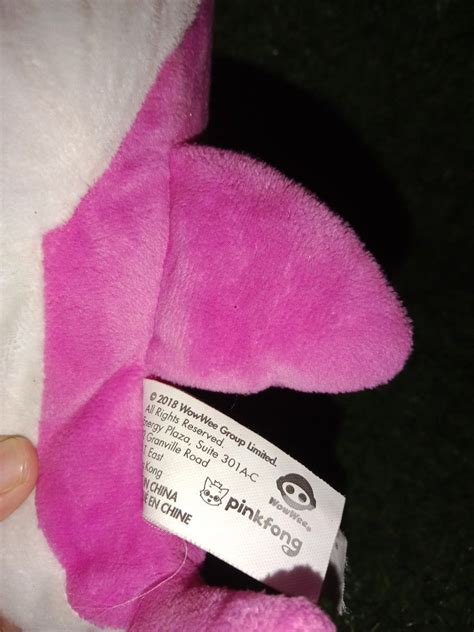 © 2018 WowWee Group Limited.
All Rights Reserved.
Energy Plaza, Suite 301A-C
Granville Road
East
Kong
CHINA
EN CHINE
pinkfong
WowWee